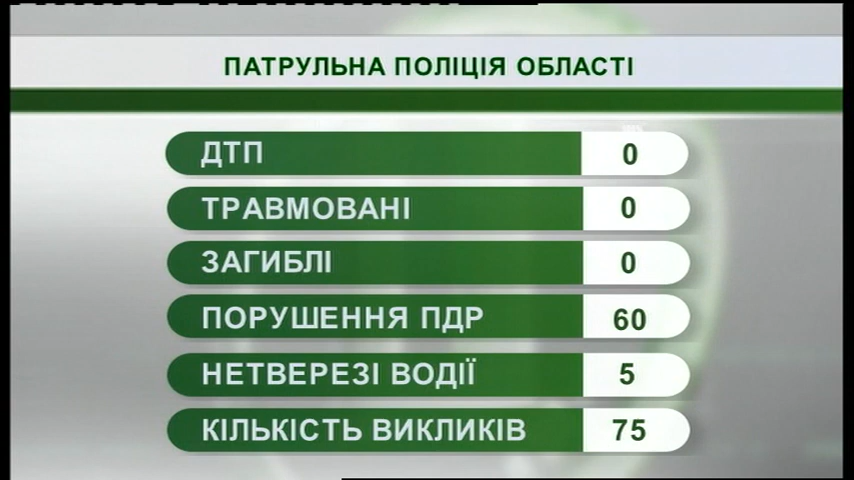 ПАТРУЛЬНА ПОЛІЦІЯ ОБЛАСТІ
ДТП 0
ТРАВМОВАНІ 0
ЗАГИБЛІ 0
ПОРУШЕННЯ ПДР 60
НЕТВЕРЕЗІ ВОДІЇ 5
КІЛЬКІСТЬ ВИКЛИКІВ 75